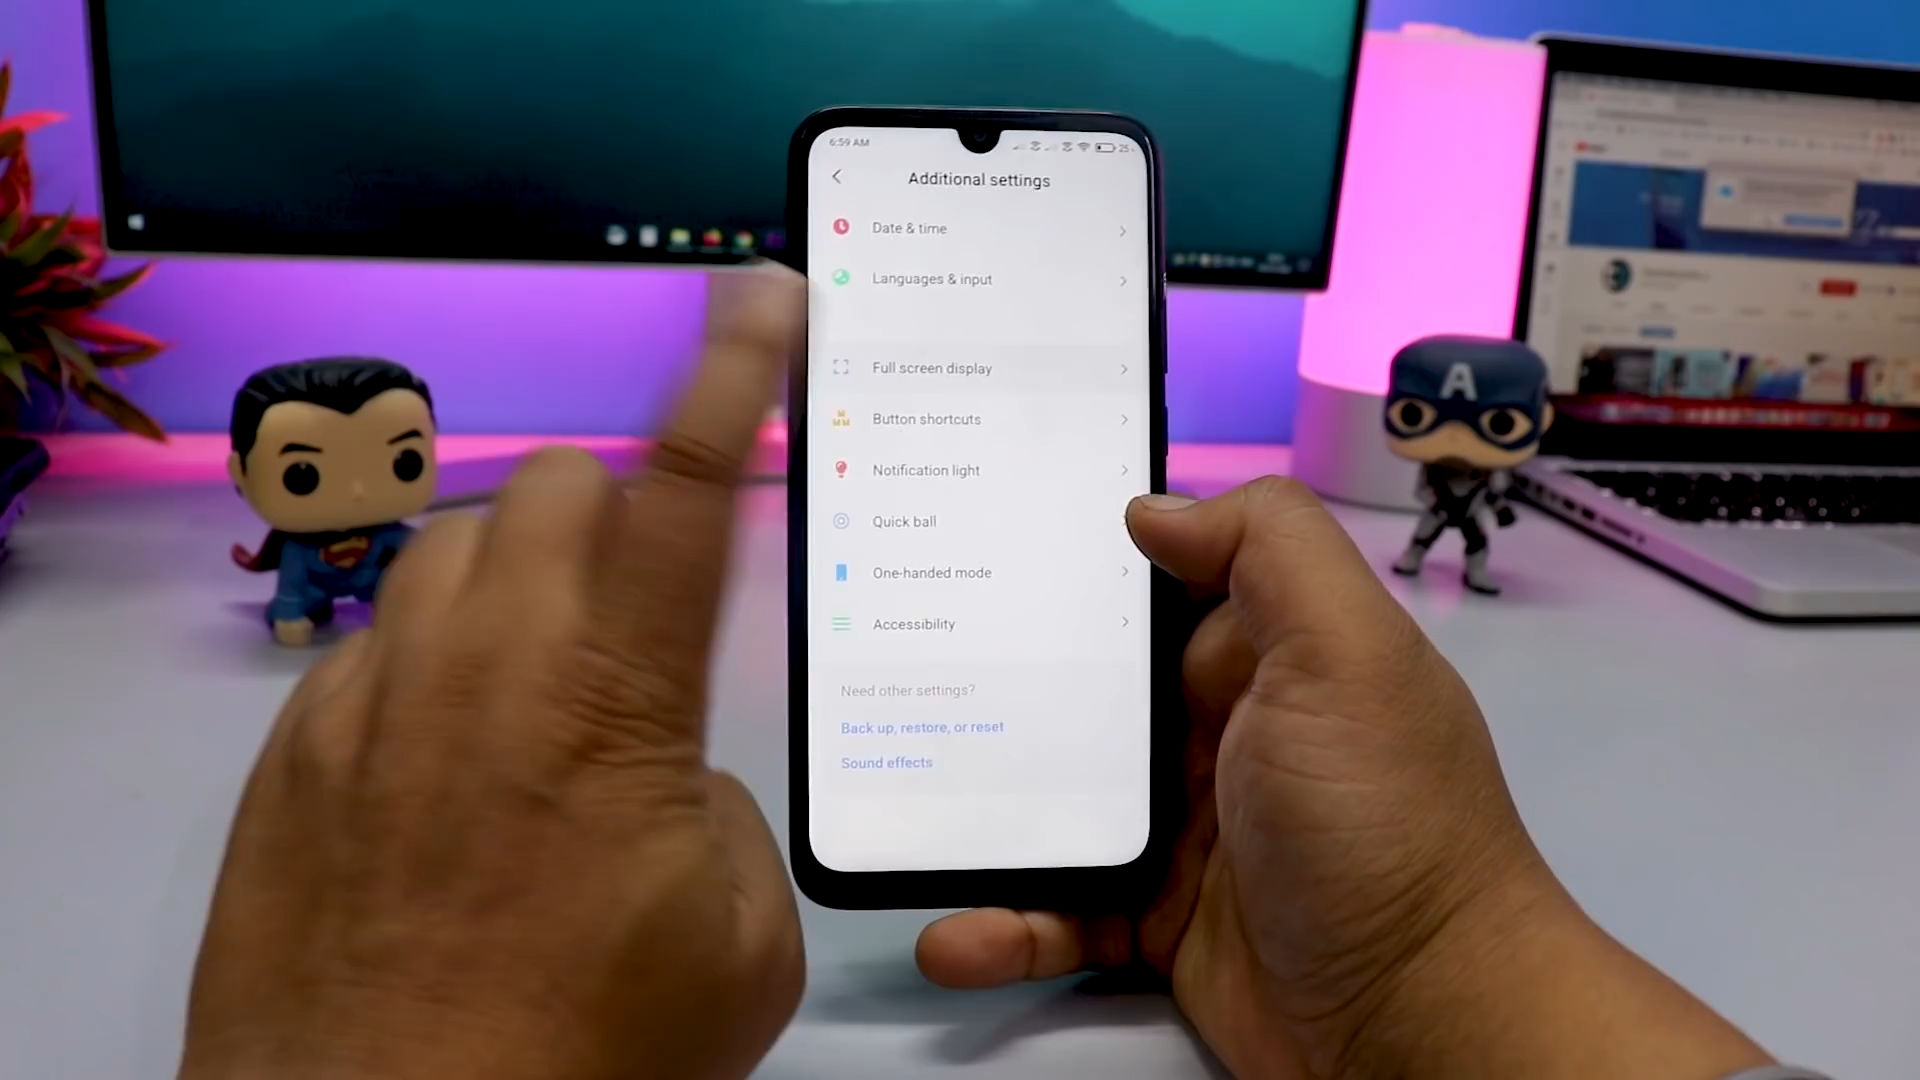 6:59 AM
25
Additional settings
Date & time
Languages & input
Full screen display
Button shortcuts
Notification light
Quick ball
One-handed mode
Accessibility
Need other settings?
Back up, restore, or reset
Sound effects
A